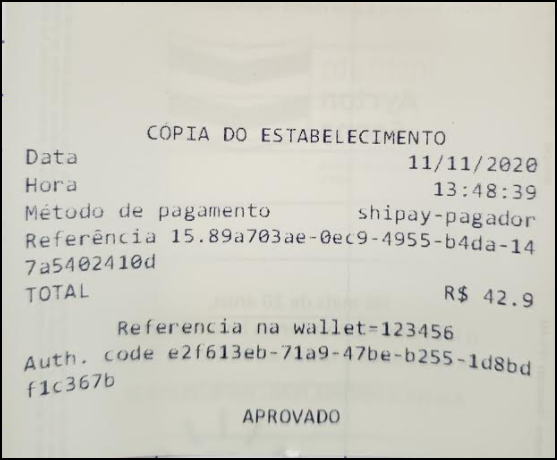 CÓPIA DO ESTABELECIMENTO
Data 11/11/2020
Hora 13:48:39
Método de pagamento shipay-pagador
Referência 15.89a703ae-0ec9-4955-b4da-14
7a5402410d
TOTAL R$ 42.9
Referencia na wallet=123456
Auth. code e2f613eb-71a9-47be-b255-1d8bd
f1c367b
APROVADO